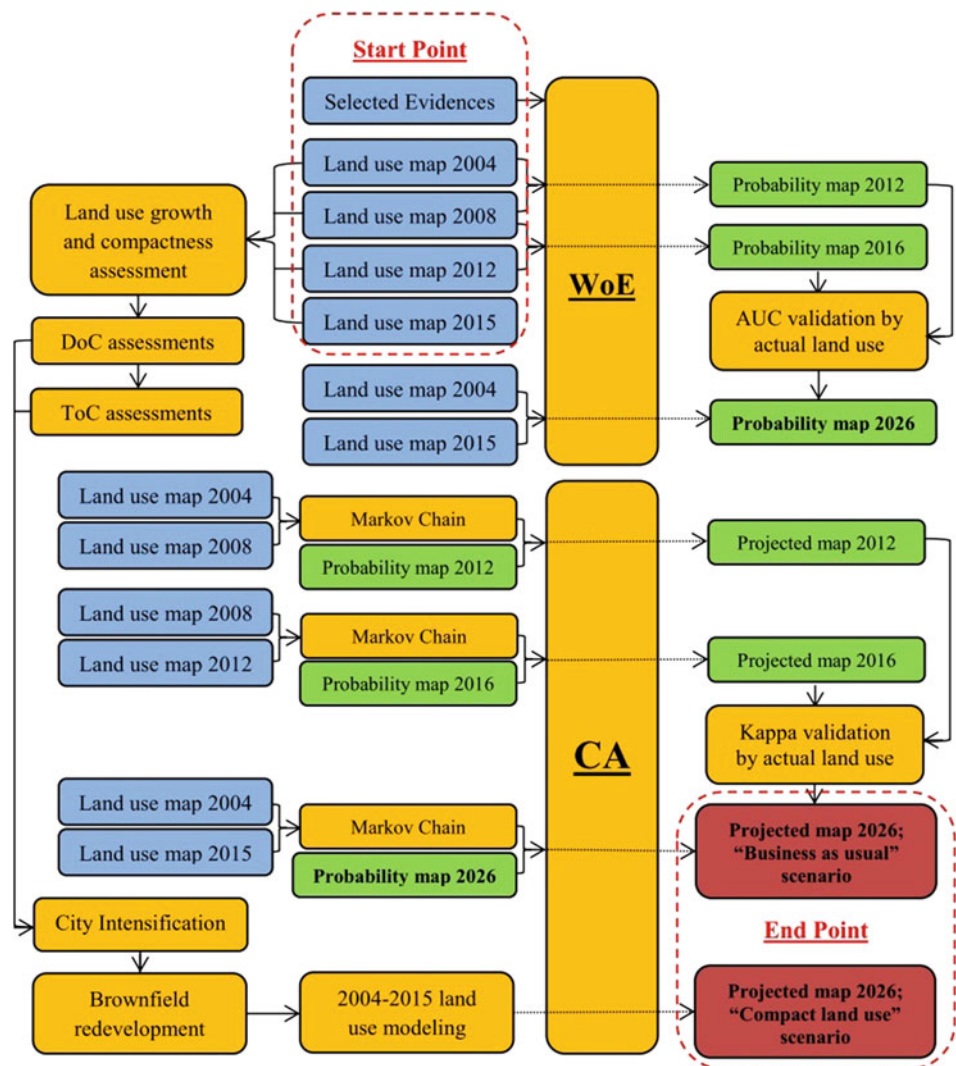 Start Point
Selected Evidences
Land use map 2004
Land use map 2008
Land use map 2012
Land use map 2015
Land use growth
and compactness
assessment
DoC assessments
ToC assessments
Land use map 2004
Land use map 2015
WoE
Probability map 2012
Probability map 2016
AUC validation by
actual land use
Probability map 2026
Land use map 2004
Land use map 2008
Markov Chain
Probability map 2012
Land use map 2008
Land use map 2012
Markov Chain
Probability map 2016
Land use map 2004
Land use map 2015
Markov Chain
Probability map 2026
CA
Projected map 2012
Projected map 2016
Kappa validation
by actual land use
Projected map 2026;
“Business as usual”
scenario
End Point
City Intensification
Brownfield
redevelopment
2004-2015 land
use modeling
Projected map 2026;
“Compact land use”
scenario